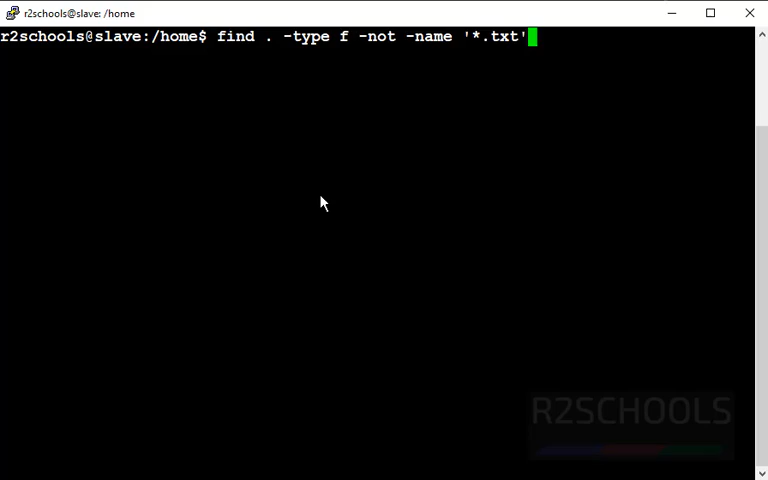 r2schools@slave: /home
r2schools@slave:/home$ find . -type f -not -name '*.txt'
R2SCHOOLS